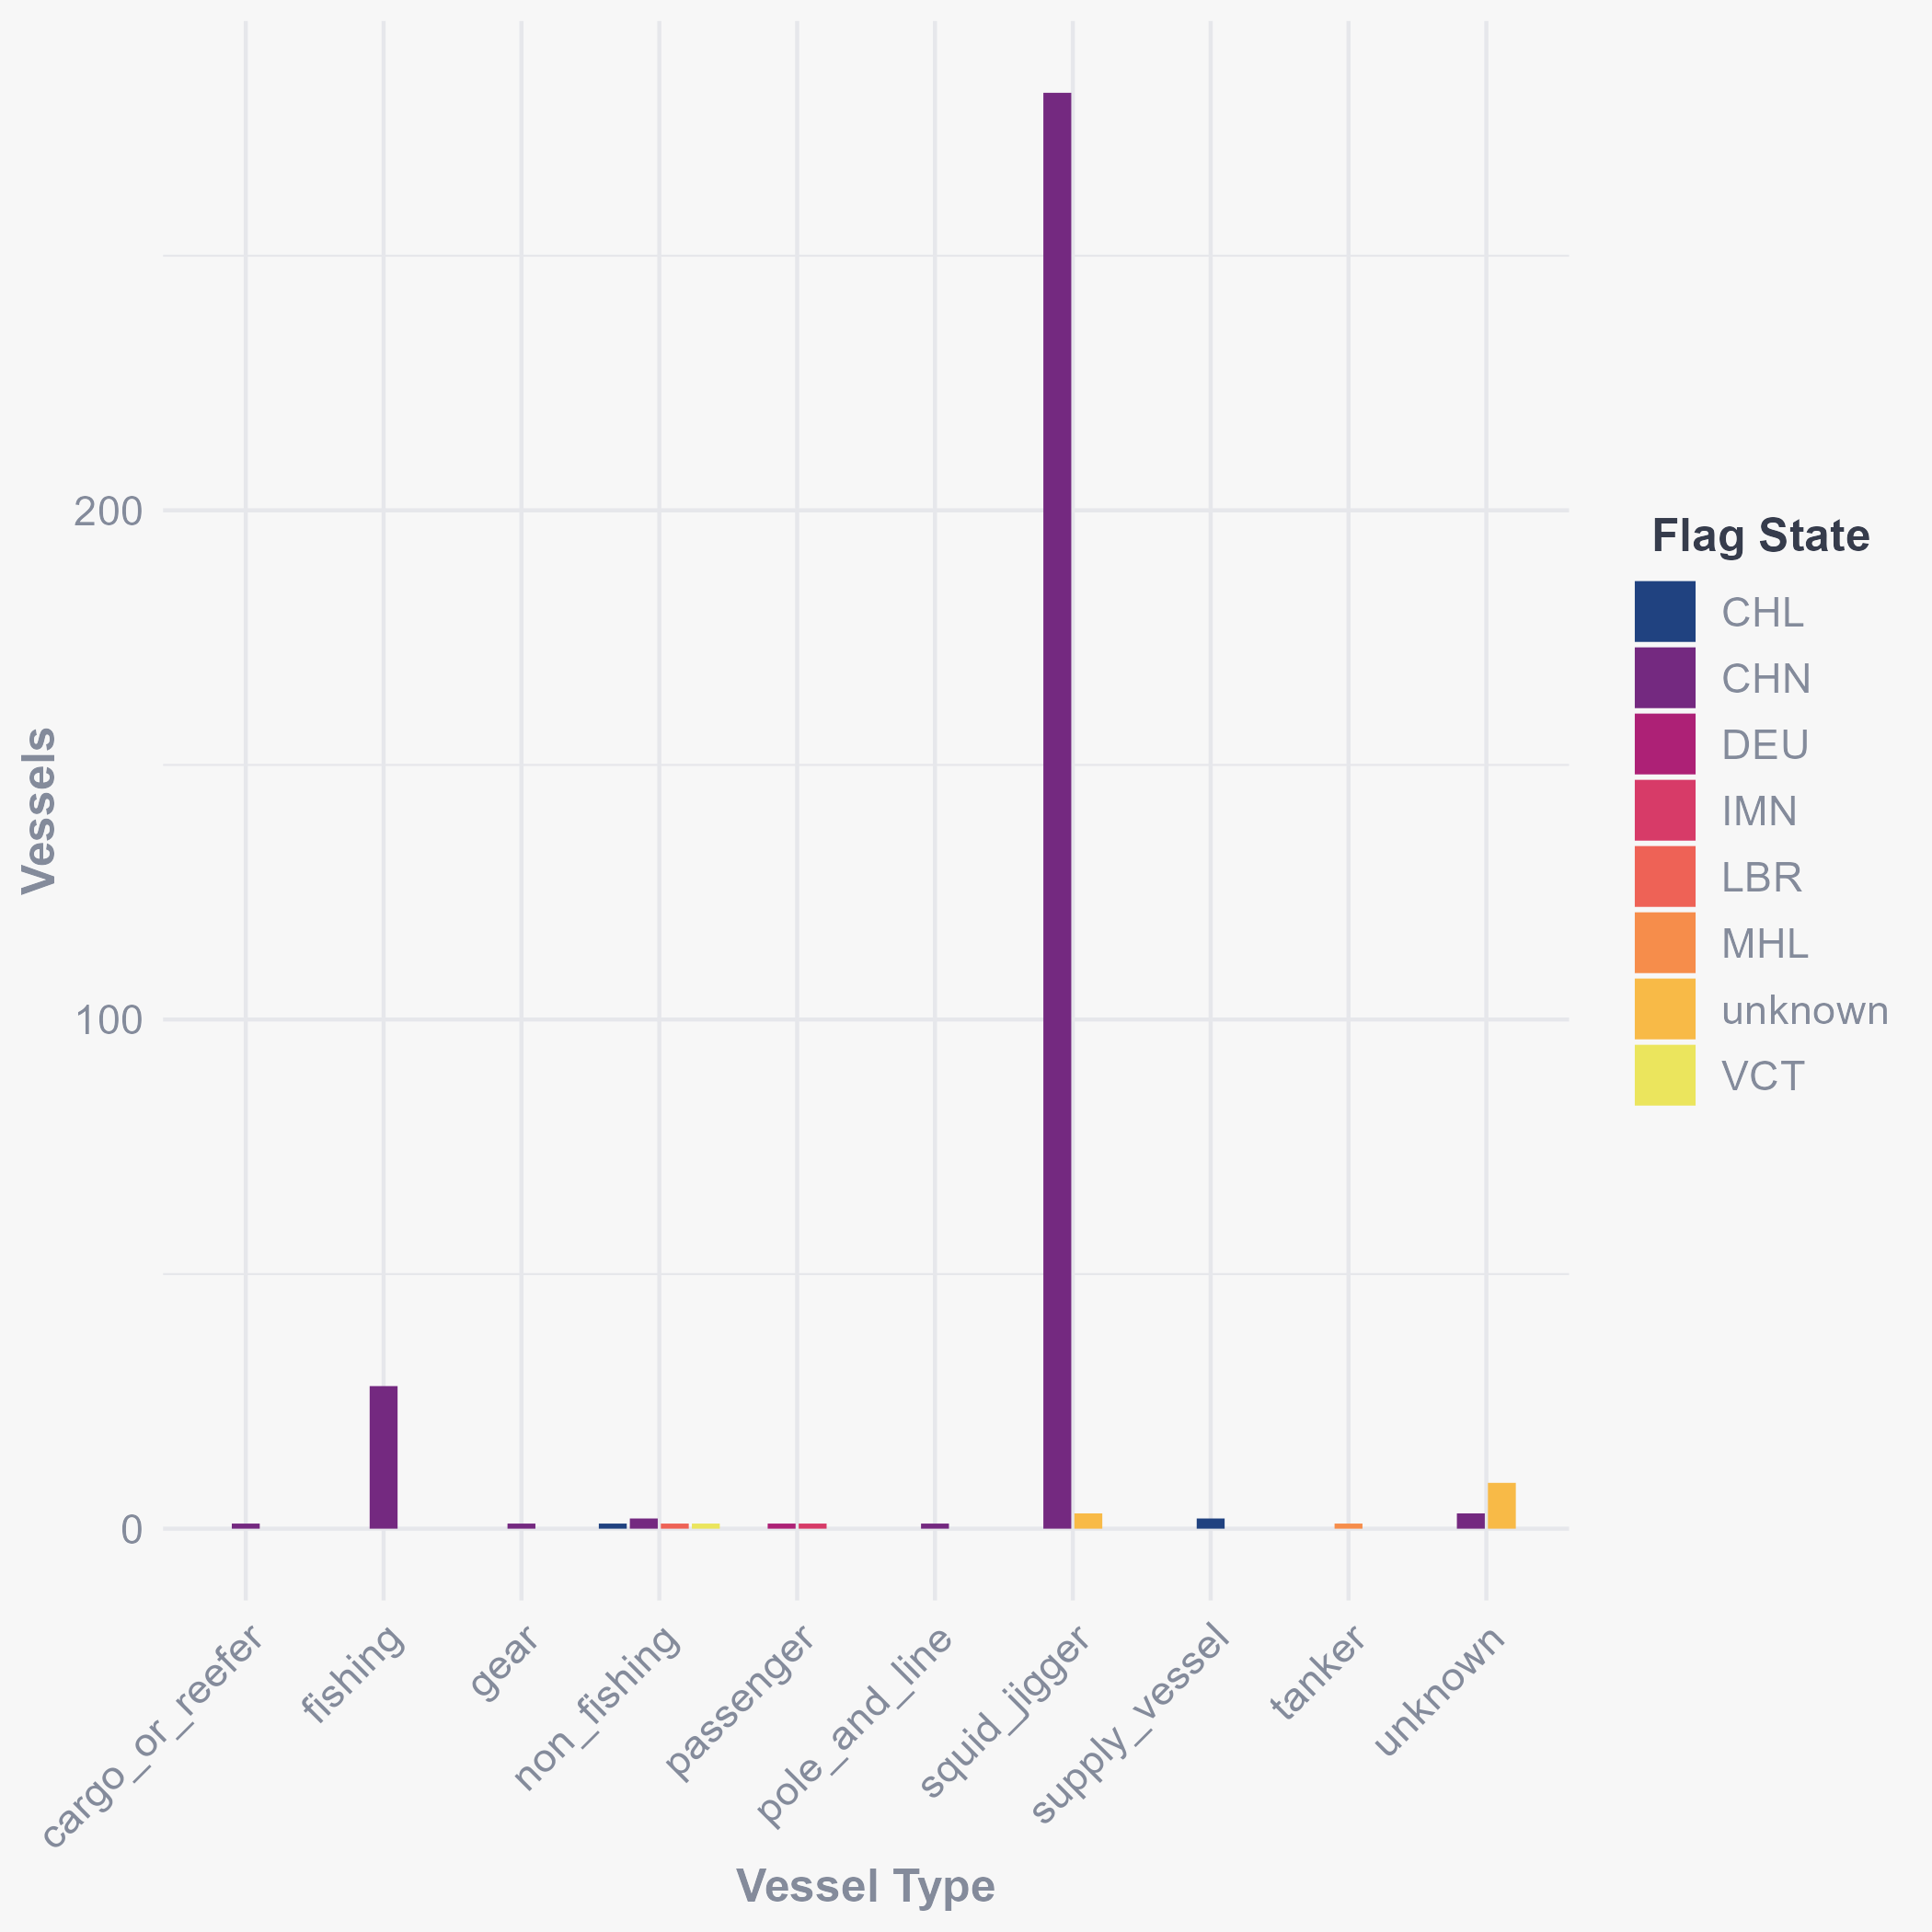 200
100
0
Vessels
cargo_or_reefer
fishing
gear
non_fishing
passenger
pole_and_line
squid_jigger
supply_vessel
tanker
unknown
Vessel Type
Flag State
CHL
CHN
DEU
IMN
LBR
MHL
unknown
VCT